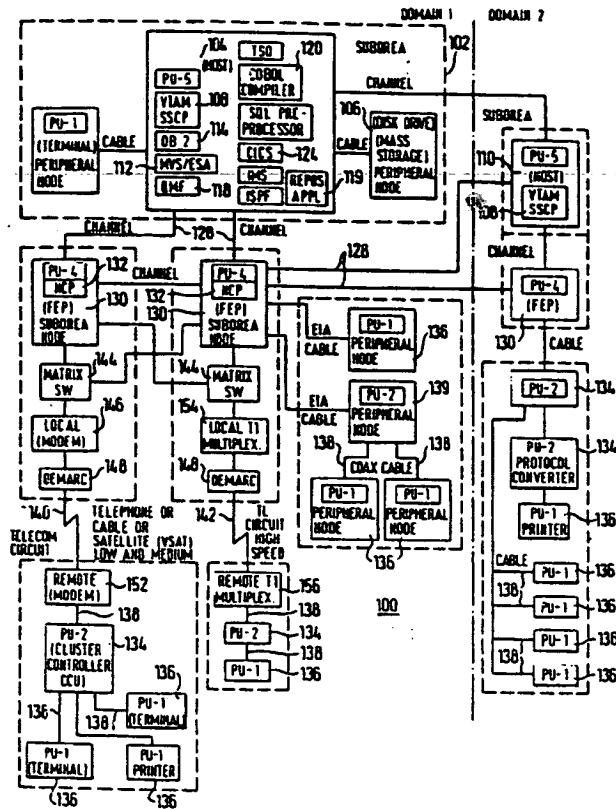 DOMAIN 1
DOMAIN 2
SUBOREA
102
104
(HOST)
TSO
120
COBOL
COMPILER
PU-5
VTAM
SSCP
108
SQL PRE-
PROCESSOR
DB 2
114
CICS
124
112
MVS/ESA
RMS
REPOS
APPL
119
118
ISPF
PU-1
(TERMINAL)
PERIPHERAL
NODE
CABLE
106
(DISK DRIVE)
(MASS
STORAGE)
PERIPHERAL
NODE
CABLE
CHANNEL
SUBOREA
110
PU-5
(HOST)
VTAM
SSCP
108
CHANNEL
PU-4
(FEP)
130
CABLE
CHANNEL
128
CHANNEL
128
PU-4
NCP
132
130
(FEP)
SUBOREA
NODE
CHANNEL
PU-4
NCP
132
130
(FEP)
SUBOREA
NODE
144
MATRIX
SW
144
MATRIX
SW
146
LOCAL
(MODEM)
154
LOCAL T1
MULTIPLEX.
148
DEMARC
148
DEMARC
EIA
CABLE
PU-1
PERIPHERAL
NODE
136
EIA
CABLE
PU-2
PERIPHERAL
NODE
139
138
COAX CABLE
138
PU-1
PERIPHERAL
NODE
PU-1
PERIPHERAL
NODE
136
PU-2
134
PU-2
PROTOCOL
CONVERTER
134
PU-1
PRINTER
136
CABLE
138
PU-1
136
PU-1
136
138
PU-1
136
PU-1
136
140
TELECOM
CIRCUIT
TELEPHONE OR
CABLE OR
SATELLITE (VSAT)
LOW AND MEDIUM
142
CIRCUIT
HIGH
SPEED
REMOTE
(MODEM)
152
138
PU-2
(CLUSTER
CONTROLLER
CCU)
134
136
138
136
PU-1
(TERMINAL)
PU-1
(TERMINAL)
136
PU-1
PRINTER
136
REMOTE T1
MULTIPLEX.
156
138
PU-2
134
138
PU-1
136
100